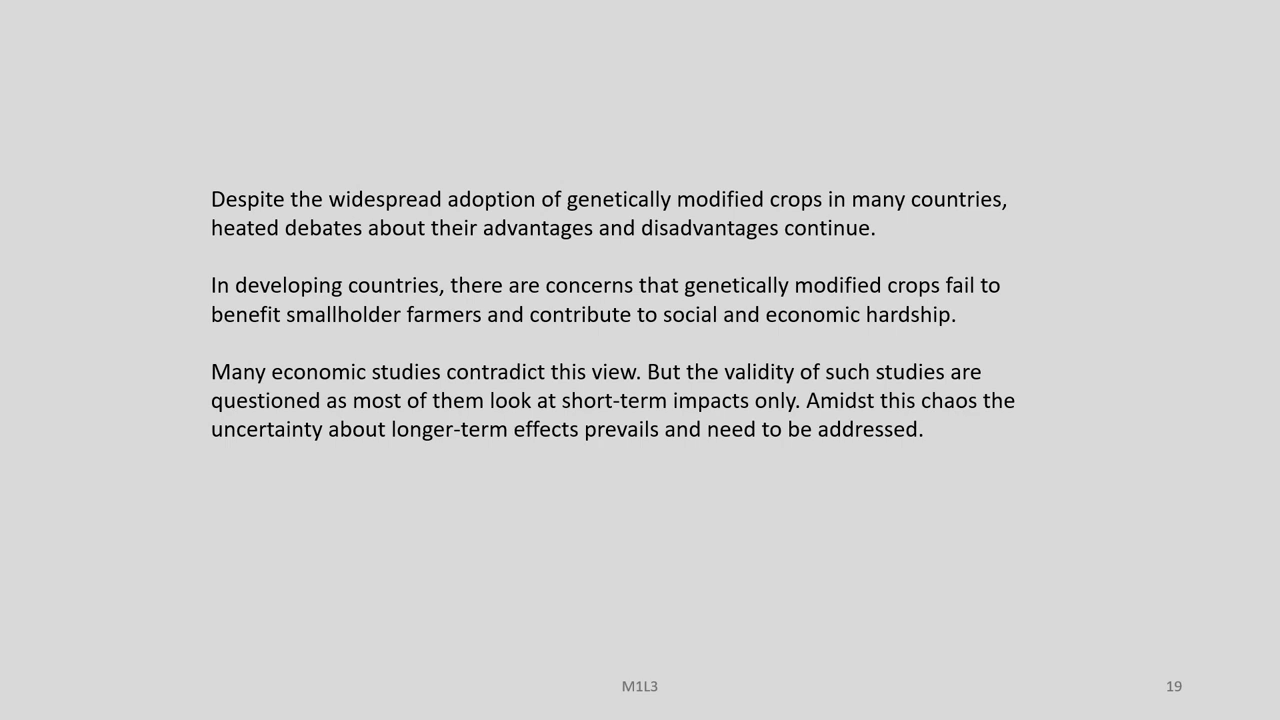 Despite the widespread adoption of genetically modified crops in many countries,
heated debates about their advantages and disadvantages continue.
In developing countries, there are concerns that genetically modified crops fail to
benefit smallholder farmers and contribute to social and economic hardship.
Many economic studies contradict this view. But the validity of such studies are
questioned as most of them look at short-term impacts only. Amidst this chaos the
uncertainty about longer-term effects prevails and need to be addressed.
M1L3
19